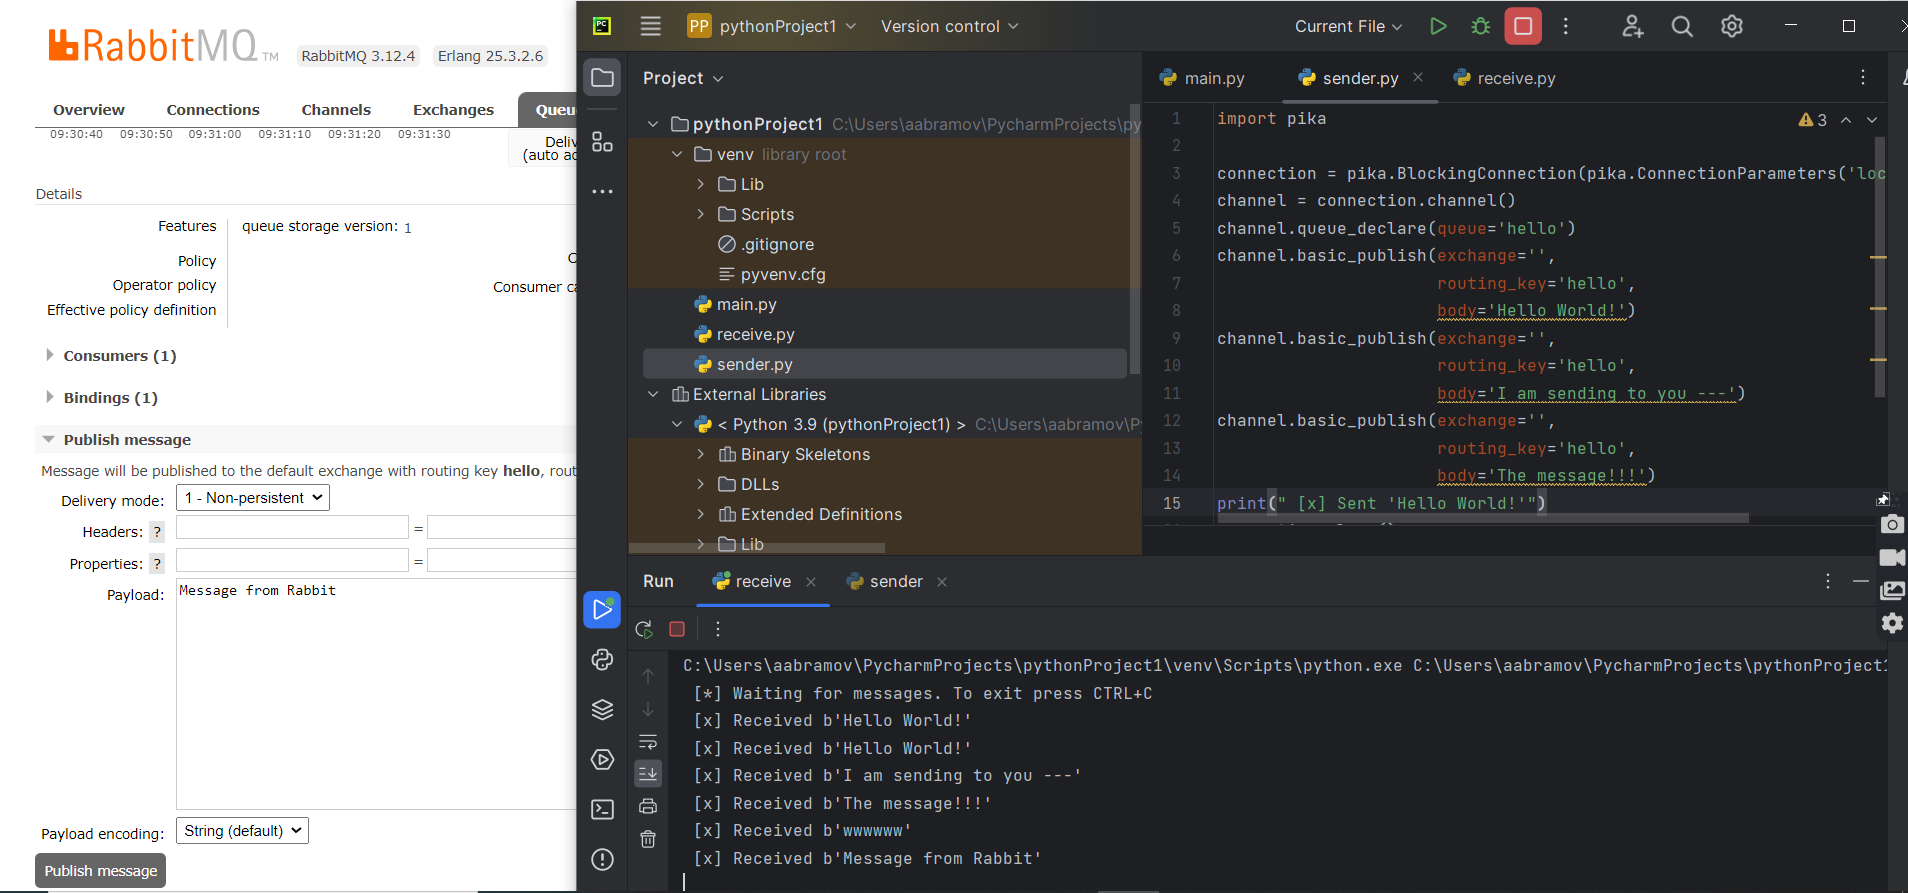 RabbitMQ TM RabbitMQ 3.12.4 Erlang 25.3.2.6
Overview Connections Channels Exchanges Queu
09:30:40 09:30:50 09:31:00 09:31:10 09:31:20 09:31:30
Deliv
(auto ac
Details
Features queue storage version: 1
Policy
Operator policy
Consumer ca
Effective policy definition
Consumers (1)
Bindings (1)
Publish message
Message will be published to the default exchange with routing key hello, rout
Delivery mode: 1 - Non-persistent
Headers: ? =
Properties: ? =
Payload: Message from Rabbit
Payload encoding: String (default)
Publish message
PC PP pythonProject1 Version control Current File
Project
pythonProject1 C:\Users\aabramov\PycharmProjects\py
venv library root
Lib
Scripts
.gitignore
pyvenv.cfg
main.py
receive.py
sender.py
External Libraries
< Python 3.9 (pythonProject1) > C:\Users\aabramov\P
Binary Skeletons
DLLs
Extended Definitions
Lib
main.py sender.py receive.py
1 import pika
3
2
3 connection = pika.BlockingConnection(pika.ConnectionParameters('loc
4 channel = connection.channel()
5 channel.queue_declare(queue='hello')
6 channel.basic_publish(exchange='',
7 routing_key='hello',
8 body='Hello World!')
9 channel.basic_publish(exchange='',
10 routing_key='hello',
11 body='I am sending to you ---')
12 channel.basic_publish(exchange='',
13 routing_key='hello',
14 body='The message!!!')
15 print(" [x] Sent 'Hello World!'")
Run receive sender
C:\Users\aabramov\PycharmProjects\pythonProject1\venv\Scripts\python.exe C:\Users\aabramov\PycharmProjects\pythonProject1
[*] Waiting for messages. To exit press CTRL+C
[x] Received b'Hello World!'
[x] Received b'Hello World!'
[x] Received b'I am sending to you ---'
[x] Received b'The message!!!'
[x] Received b'wwwwww'
[x] Received b'Message from Rabbit'